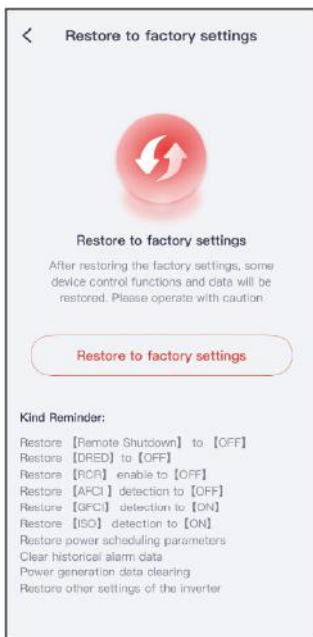 Restore to factory settings
Restore to factory settings
After restoring the factory settings, some
device control functions and data will be
restored. Please operate with caution
Restore to factory settings
Kind Reminder:
Restore 【Remote Shutdown】 to 【OFF】
Restore 【DRED】 to 【OFF】
Restore 【RCR】 enable to 【OFF】
Restore 【AFCI 】 detection to 【OFF】
Restore 【GFCI】 detection to 【ON】
Restore 【ISO】 detection to 【ON】
Restore power scheduling parameters
Clear historical alarm data
Power generation data clearing
Restore other settings of the inverter